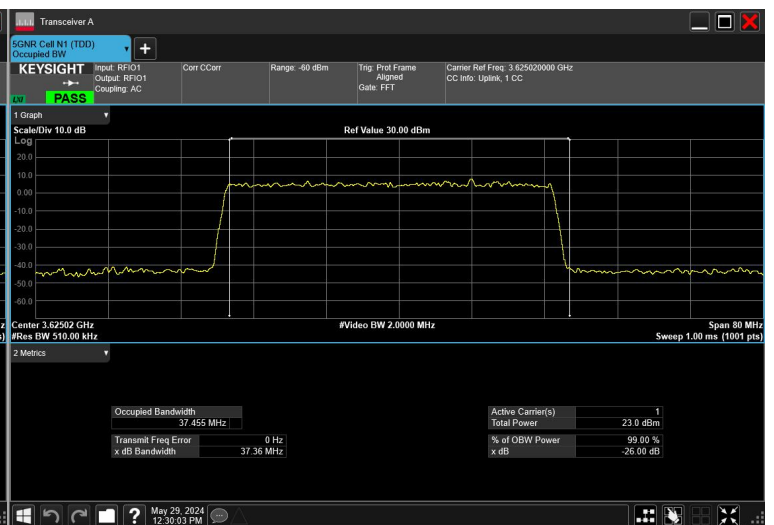 Transceiver A
5GNR Cell N1 (TDD)
Occupied BW
KEYSIGHT
LXI
PASS
Input: RFIO1
Output: RFIO1
Coupling: AC
Corr CCorr
Range: -60 dBm
Trig: Prot Frame
Aligned
Gate: FFT
Carrier Ref Freq: 3.625020000 GHz
CC Info: Uplink, 1 CC
1 Graph
Scale/Div 10.0 dB
Ref Value 30.00 dBm
Log
20.0
10.0
0.00
-10.0
-20.0
-30.0
-40.0
-50.0
-60.0
Center 3.62502 GHz
#Video BW 2.0000 MHz
Span 80 MHz
#Res BW 510.00 kHz
Sweep 1.00 ms (1001 pts)
2 Metrics
Occupied Bandwidth
37.455 MHz
Active Carrier(s) 1
Total Power 23.0 dBm
Transmit Freq Error 0 Hz
x dB Bandwidth 37.36 MHz
% of OBW Power 99.00 %
x dB -26.00 dB
May 29, 2024
12:30:03 PM